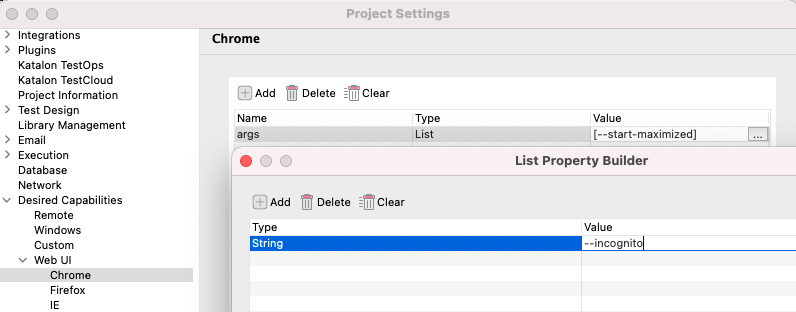 Project Settings
Integrations
Plugins
Katalon TestOps
Katalon TestCloud
Project Information
Test Design
Library Management
Email
Execution
Database
Network
Desired Capabilities
Remote
Windows
Custom
Web UI
Chrome
Firefox
IE
Chrome
Add Delete Clear
Name Type Value
args List [--start-maximized] ...
List Property Builder
Add Delete Clear
Type Value
String --incognito